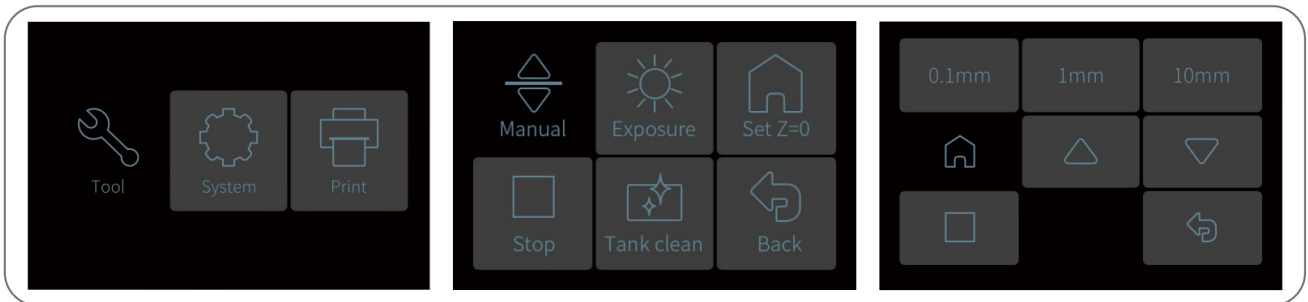 Tool System Print
Manual Exposure Set Z=0
Stop Tank clean Back
0.1mm 1mm 10mm